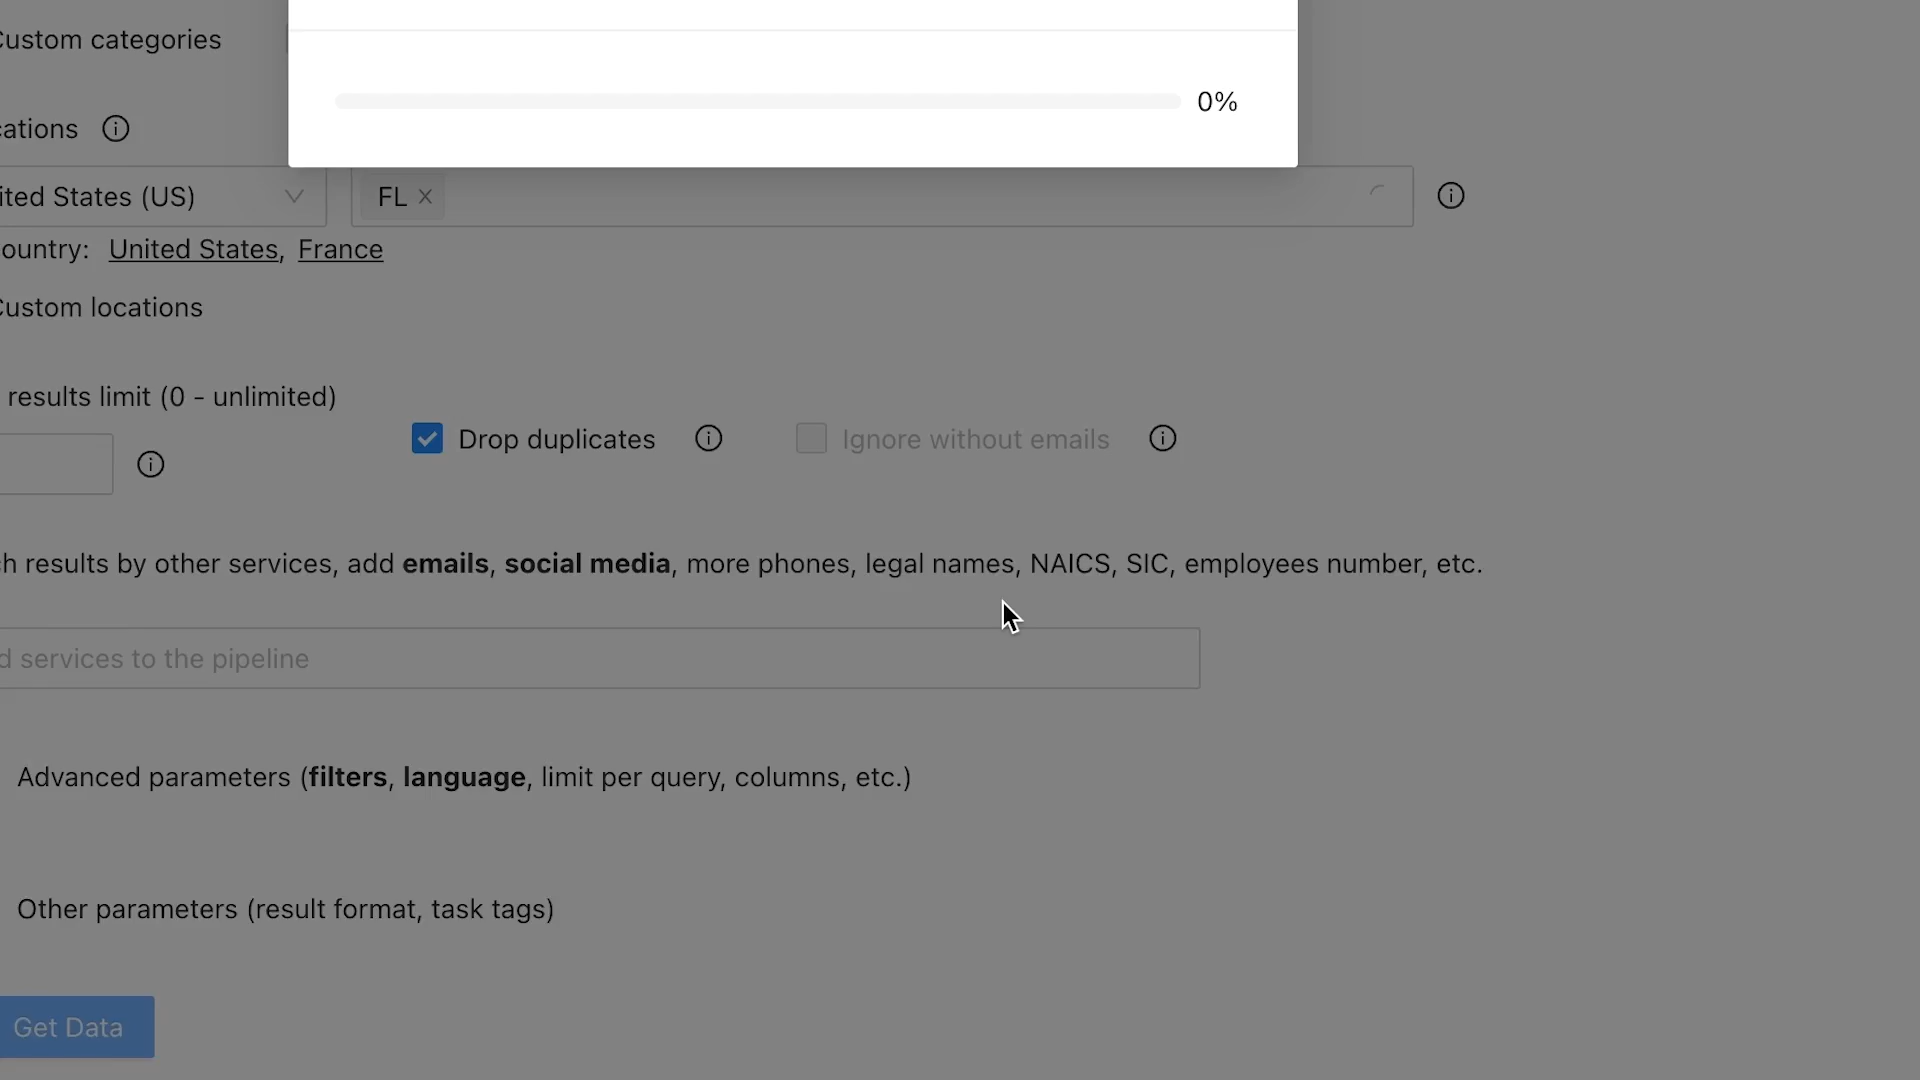 Custom categories
0%
cations
ited States (US)
FL
ountry: United States, France
Custom locations
results limit (0 - unlimited)
Drop duplicates
Ignore without emails
h results by other services, add emails, social media, more phones, legal names, NAICS, SIC, employees number, etc.
d services to the pipeline
Advanced parameters (filters, language, limit per query, columns, etc.)
Other parameters (result format, task tags)
Get Data